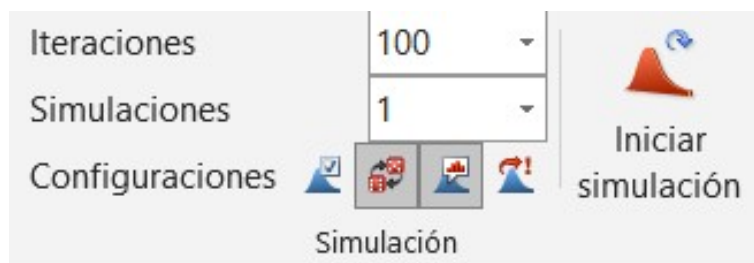 Iteraciones 100
Simulaciones 1
Configuraciones
Iniciar
simulación
Simulación